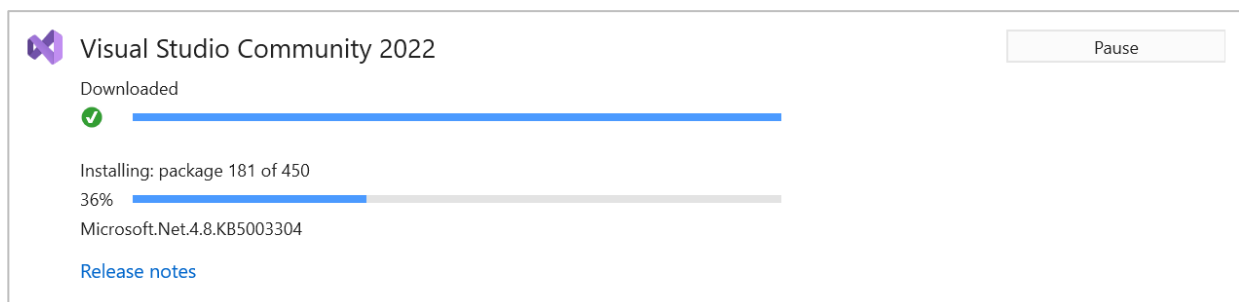 Visual Studio Community 2022
Pause
Downloaded
Installing: package 181 of 450
36%
Microsoft.Net.4.8.KB5003304
Release notes